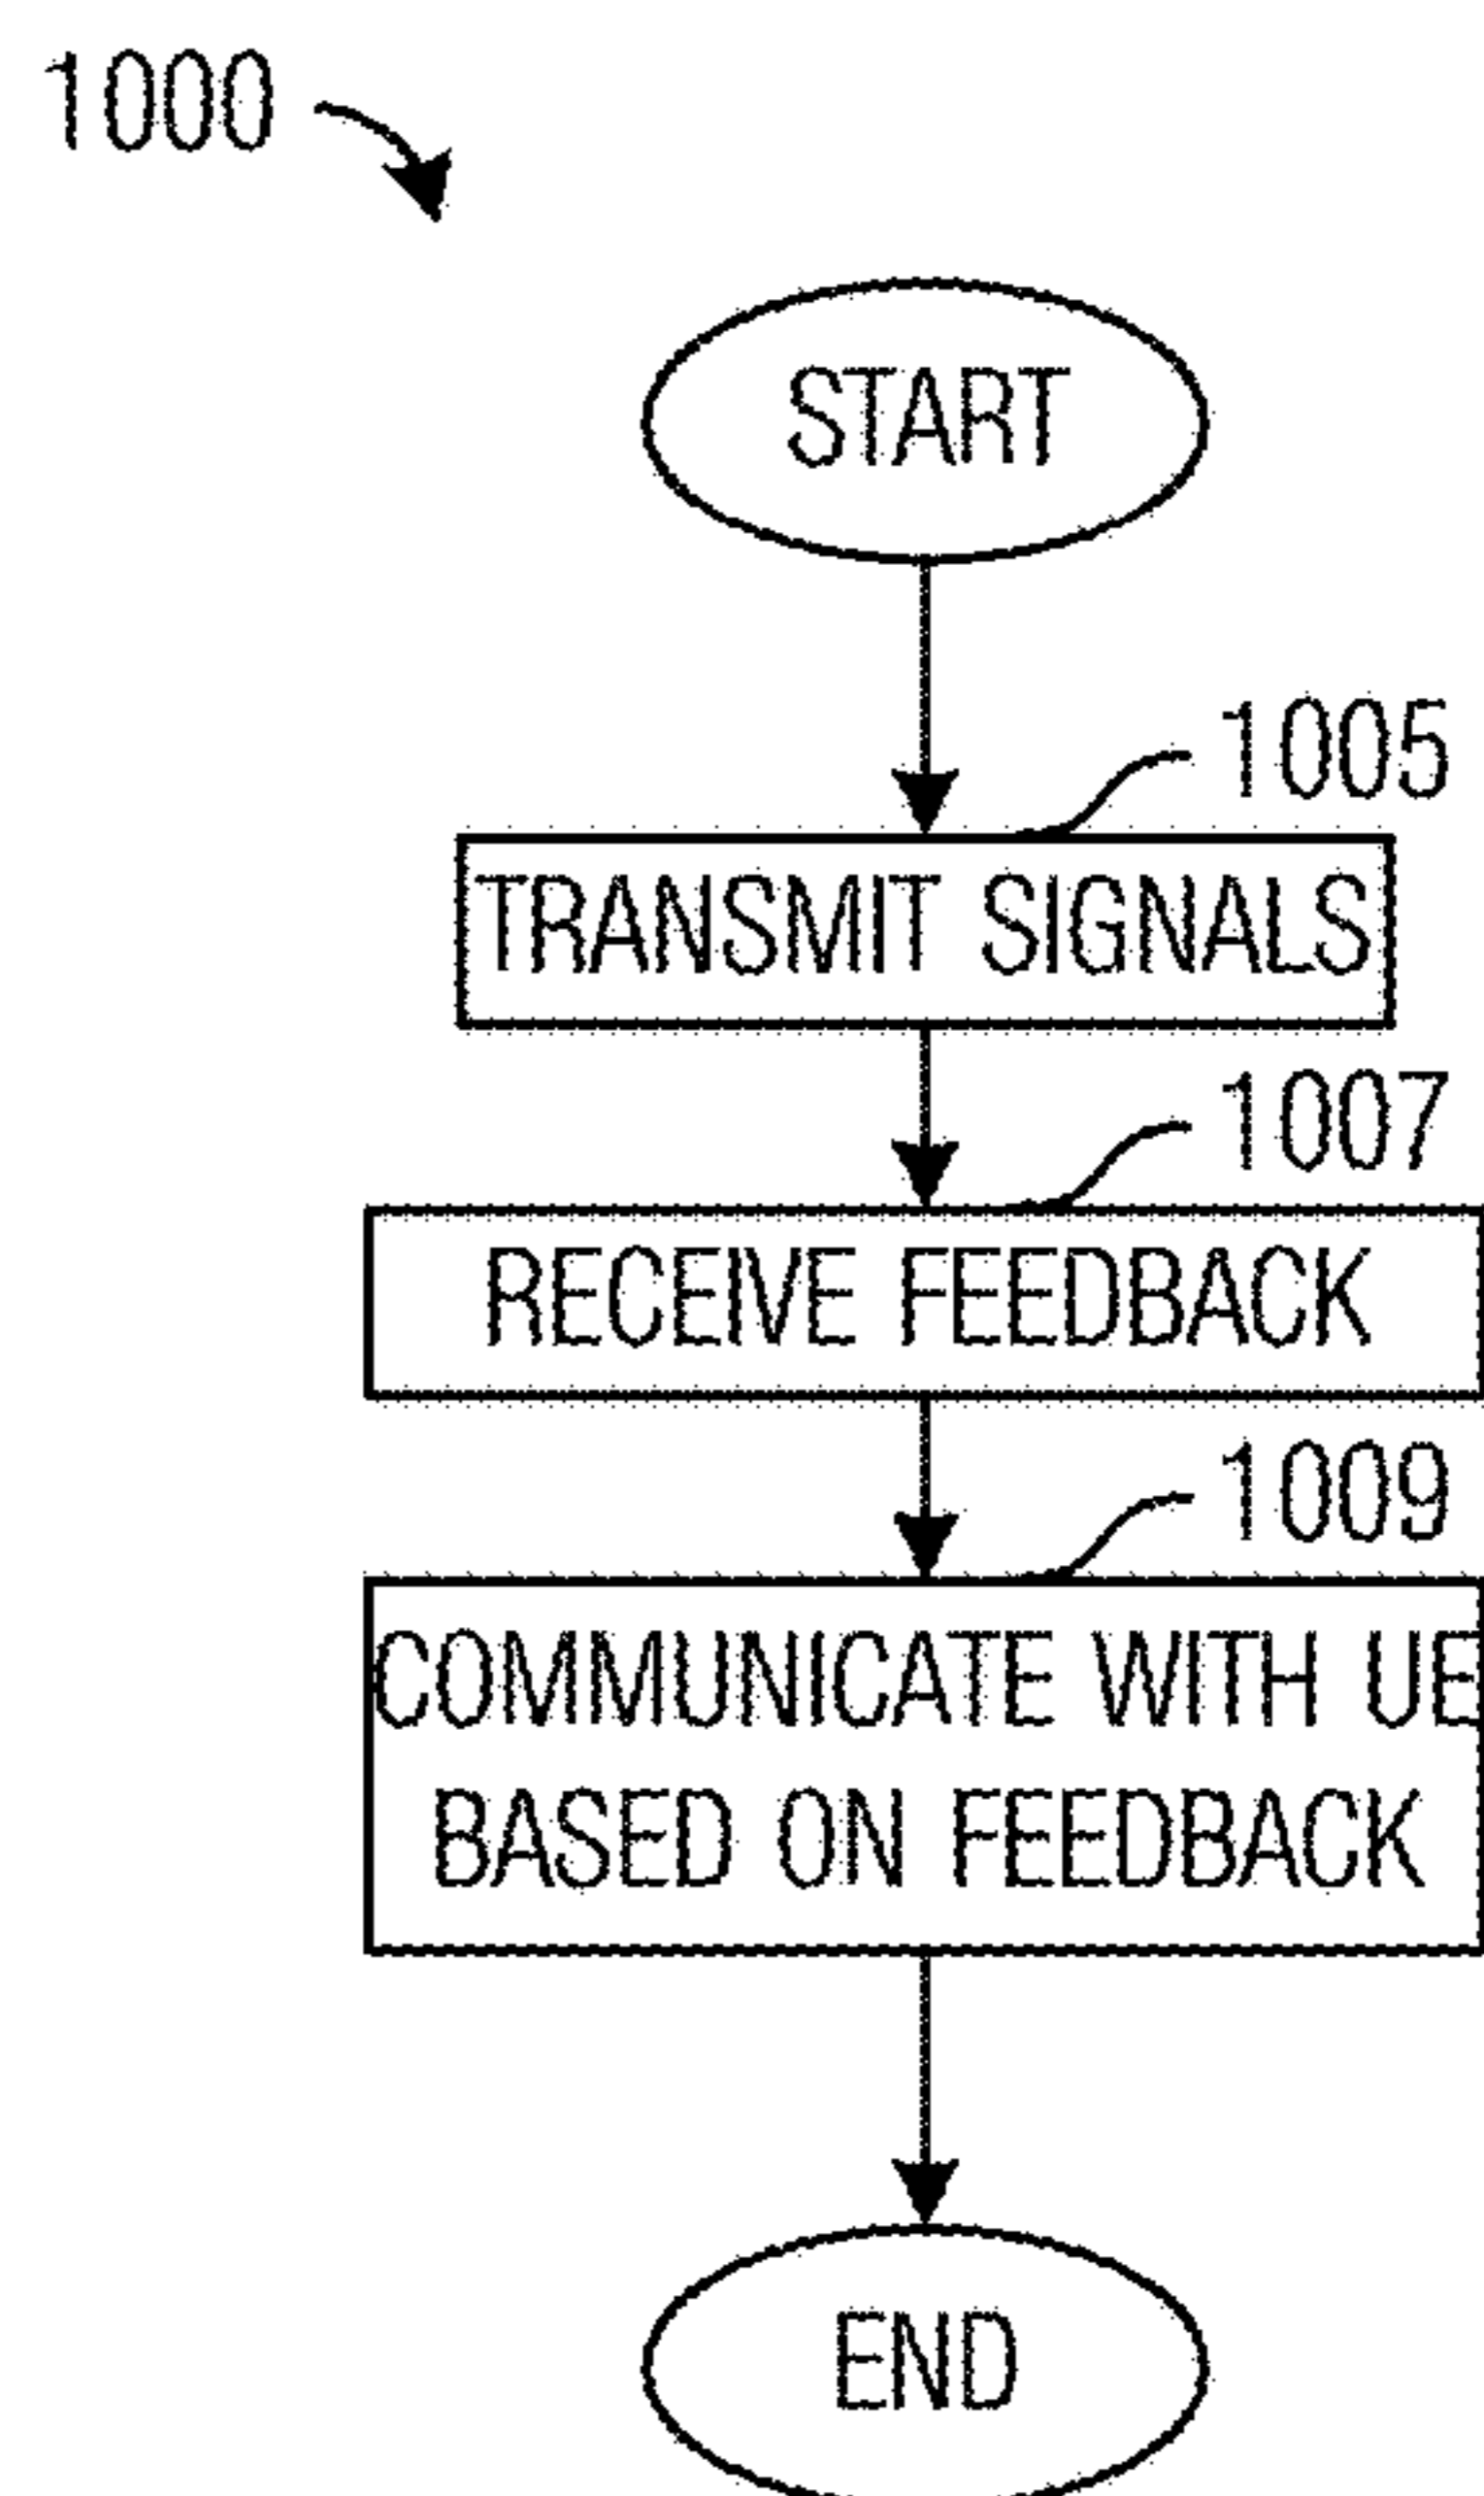 1000
START
1005
TRANSMIT SIGNALS
1007
RECEIVE FEEDBACK
1009
COMMUNICATE WITH UE
BASED ON FEEDBACK
END